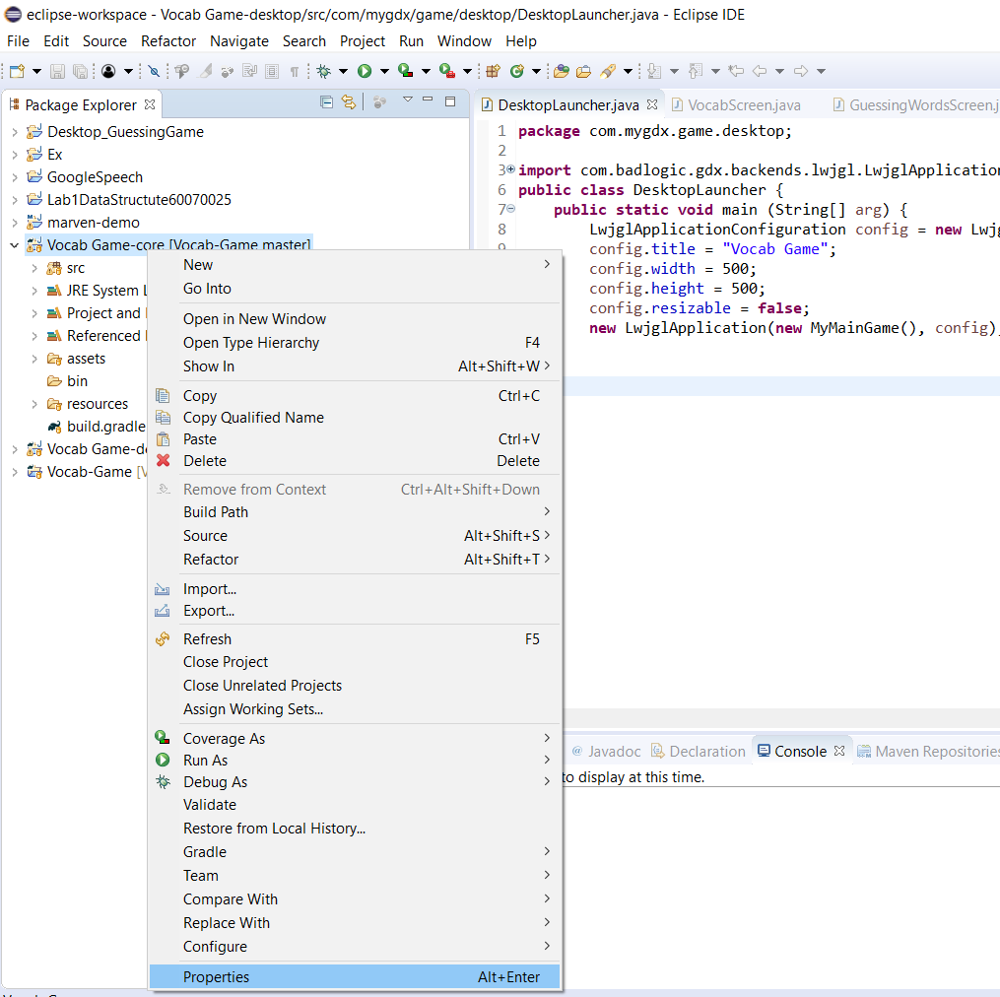 eclipse-workspace - Vocab Game-desktop/src/com/mygdx/game/desktop/DesktopLauncher.java - Eclipse IDE
File Edit Source Refactor Navigate Search Project Run Window Help
Package Explorer
Desktop_GuessingGame
Ex
GoogleSpeech
Lab1DataStructute60070025
marven-demo
Vocab Game-core [Vocab-Game master]
src
JRE System L
Project and
Referenced
assets
bin
resources
build.gradle
Vocab Game-de
Vocab-Game [V
New
Go Into
Open in New Window
Open Type Hierarchy F4
Show In Alt+Shift+W
Copy Ctrl+C
Copy Qualified Name
Paste Ctrl+V
Delete Delete
Remove from Context Ctrl+Alt+Shift+Down
Build Path
Source Alt+Shift+S
Refactor Alt+Shift+T
Import...
Export...
Refresh F5
Close Project
Close Unrelated Projects
Assign Working Sets...
Coverage As
Run As
Debug As
Validate
Restore from Local History...
Gradle
Team
Compare With
Replace With
Configure
Properties Alt+Enter
DesktopLauncher.java VocabScreen.java GuessingWordsScreen.j
1 package com.mygdx.game.desktop;
2
3 import com.badlogic.gdx.backends.lwjgl.LwjglApplication
6 public class DesktopLauncher {
7 public static void main (String[] arg) {
8 LwjglApplicationConfiguration config = new Lwjg
9 config.title = "Vocab Game";
config.width = 500;
config.height = 500;
config.resizable = false;
new LwjglApplication(new MyMainGame(), config)
@ Javadoc Declaration Console Maven Repositories
to display at this time.